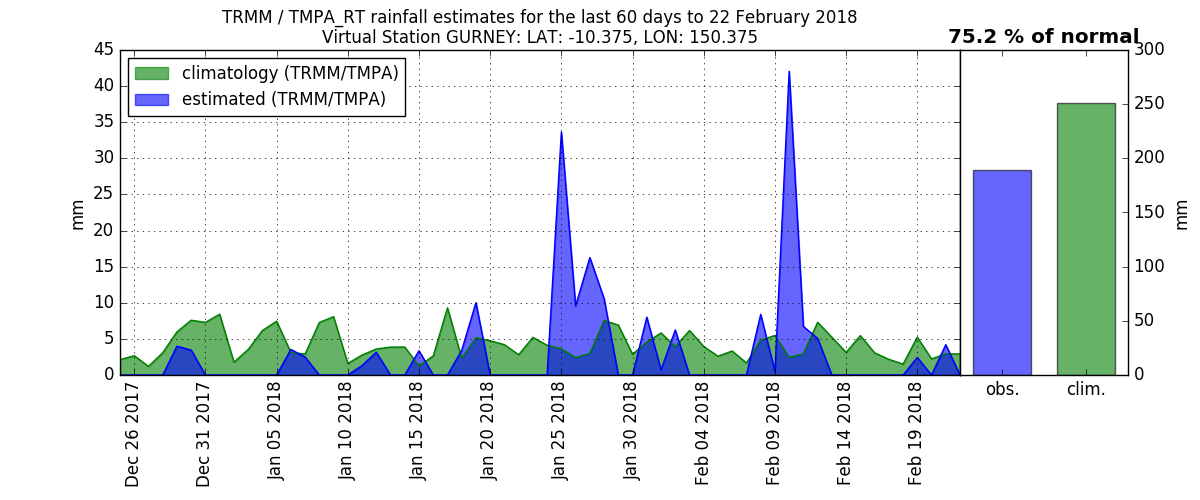 TRMM / TMPA_RT rainfall estimates for the last 60 days to 22 February 2018
Virtual Station GURNEY: LAT: -10.375, LON: 150.375
75.2 % of normal
climatology (TRMM/TMPA)
estimated (TRMM/TMPA)
mm
45
40
35
30
25
20
15
10
5
0
Dec 26 2017
Dec 31 2017
Jan 05 2018
Jan 10 2018
Jan 15 2018
Jan 20 2018
Jan 25 2018
Jan 30 2018
Feb 04 2018
Feb 09 2018
Feb 14 2018
Feb 19 2018
obs.
clim.
300
250
200
150
100
50
0
mm